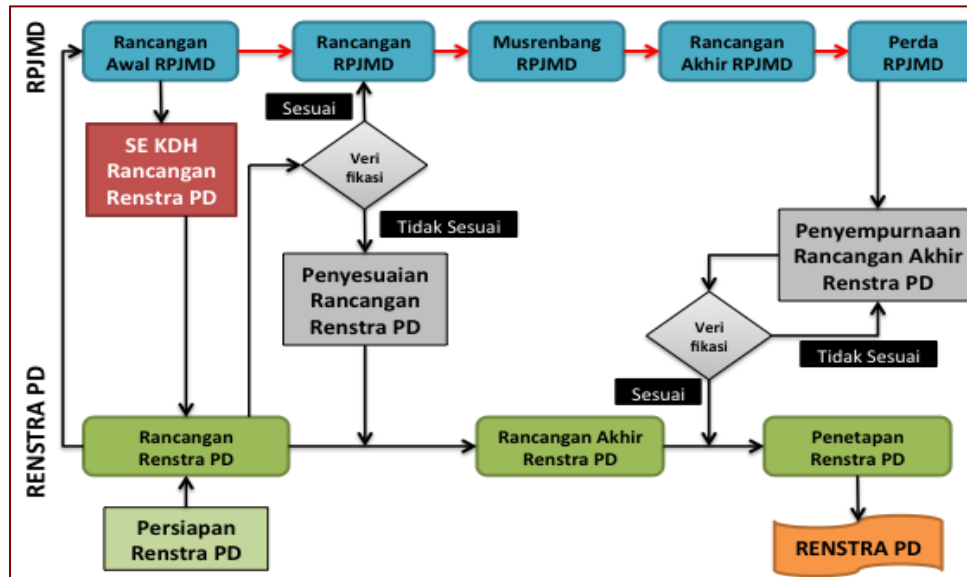 RPJMD
Rancangan
Awal RPJMD
Rancangan
RPJMD
Musrenbang
RPJMD
Rancangan
Akhir RPJMD
Perda
RPJMD
Sesuai
SE KDH
Rancangan
Renstra PD
Veri
fikasi
Tidak Sesuai
Penyesuaian
Rancangan
Renstra PD
Penyempurnaan
Rancangan Akhir
Renstra PD
Veri
fikasi
Tidak Sesuai
Sesuai
RENSTRA PD
Rancangan
Renstra PD
Rancangan Akhir
Renstra PD
Penetapan
Renstra PD
Persiapan
Renstra PD
RENSTRA PD